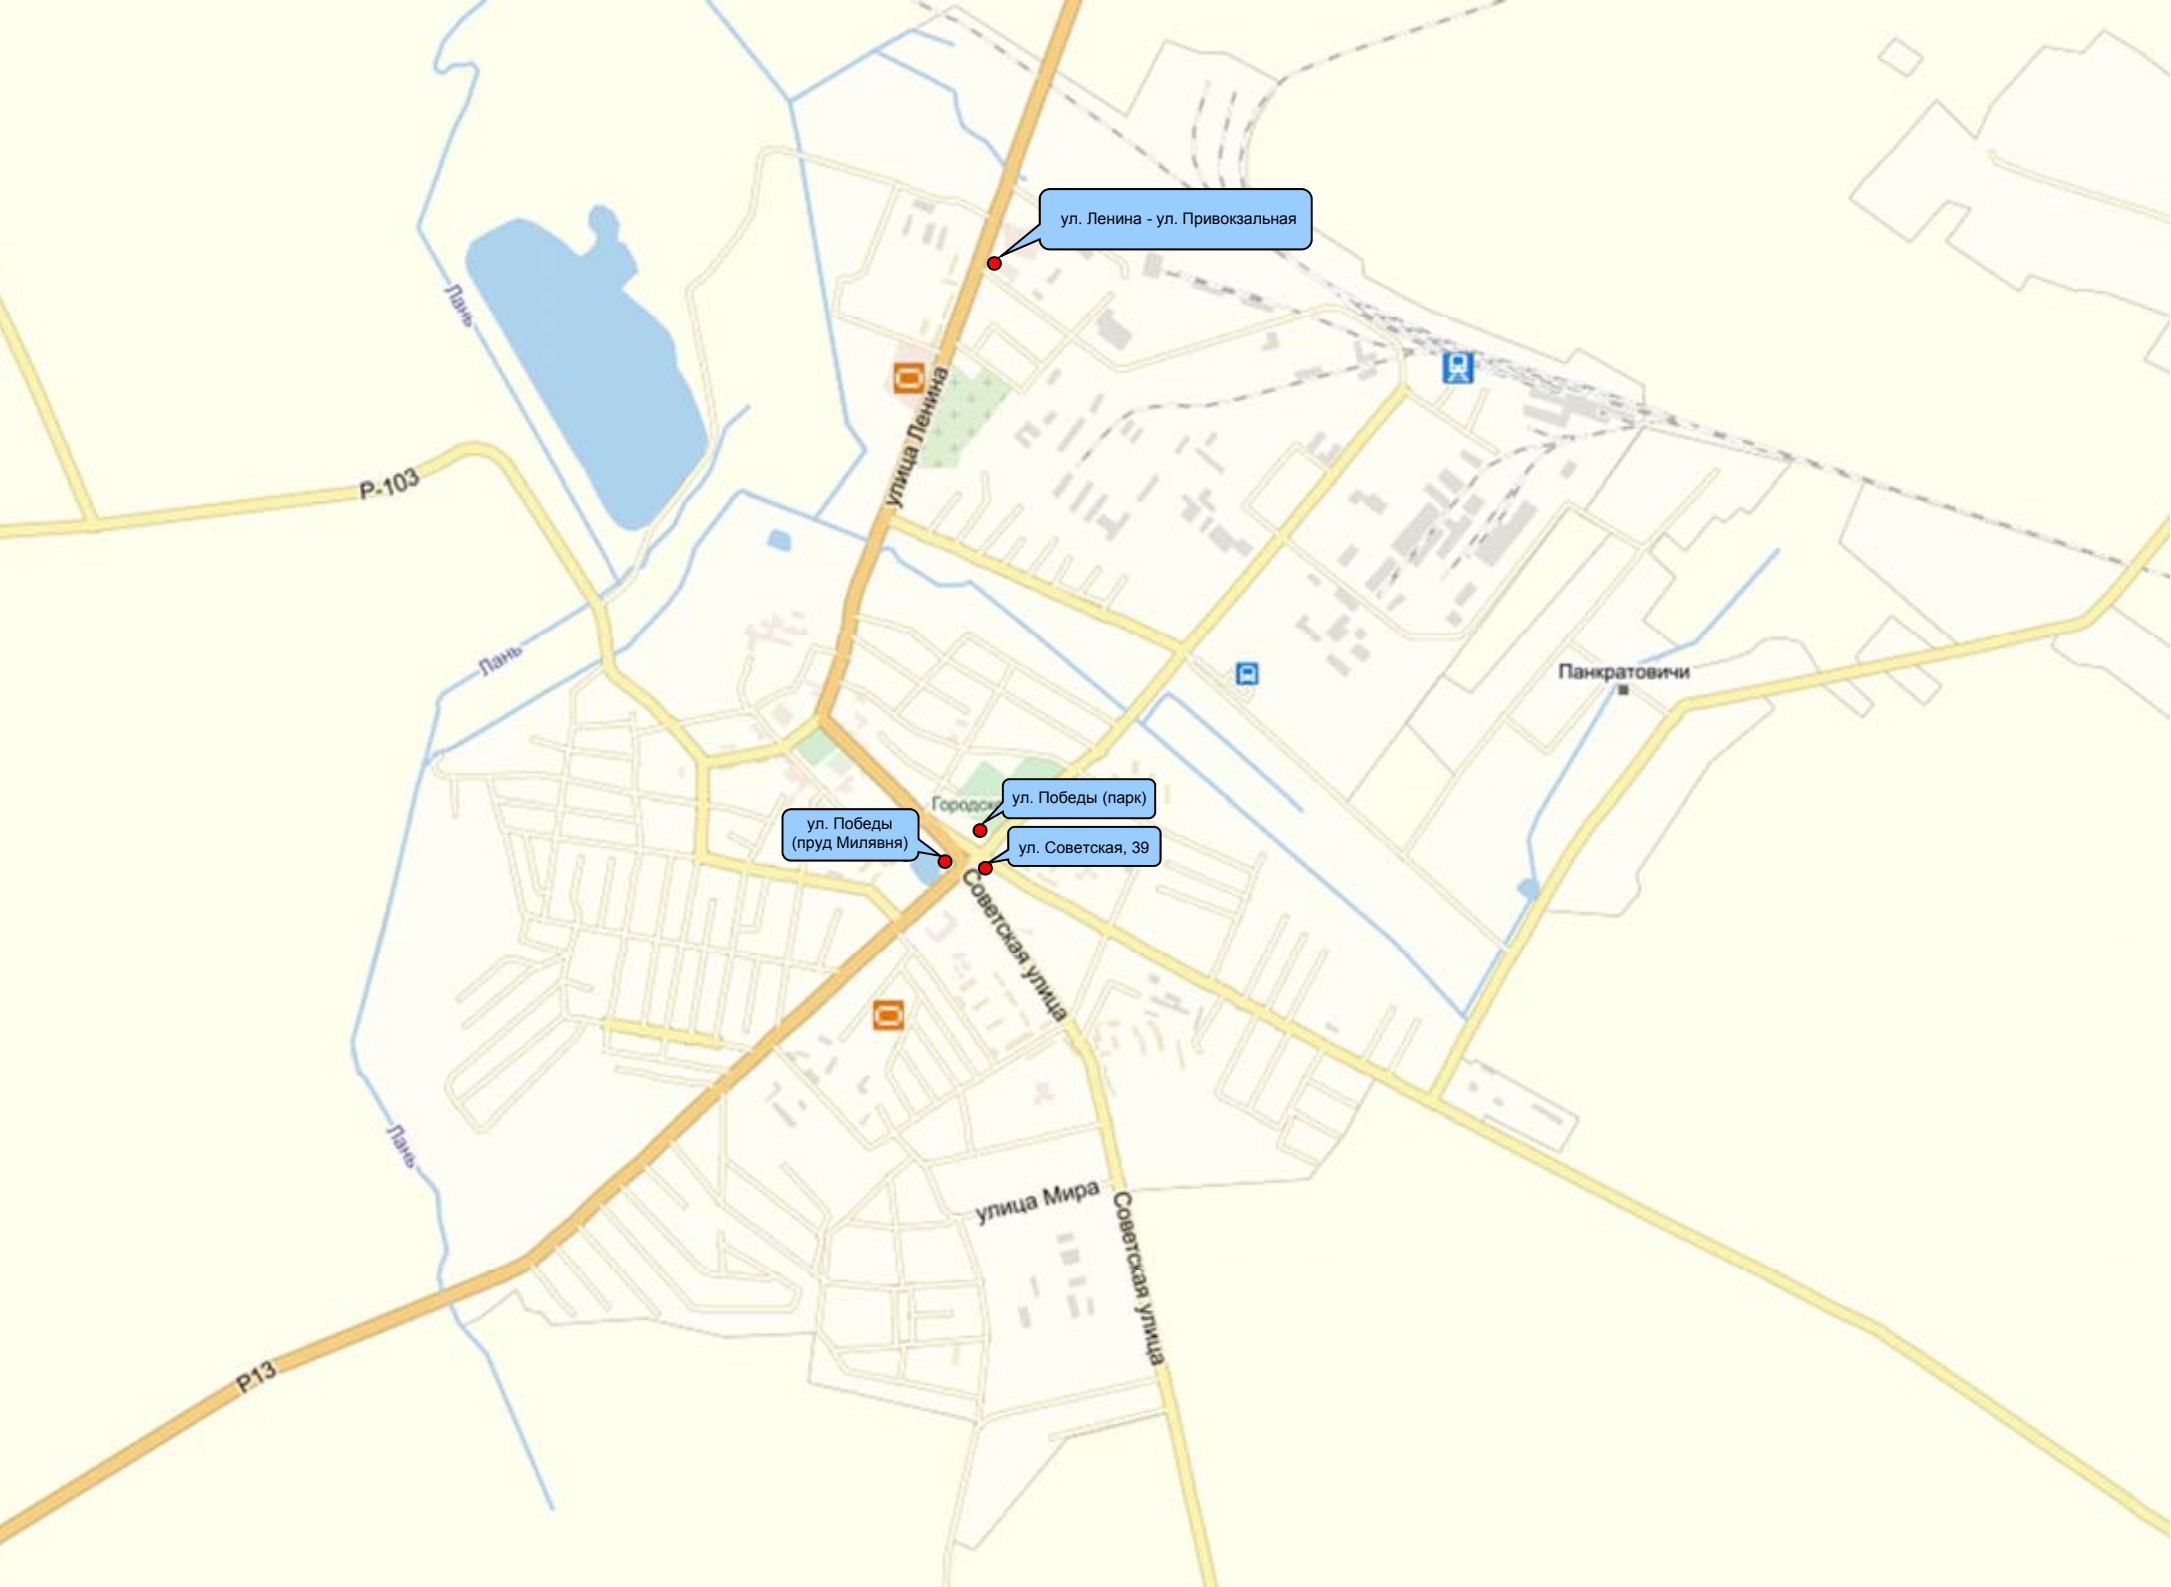 ул. Ленина - ул. Привокзальная
Лань
улица Ленина
Р-103
Лань
Панкратовичи
ул. Победы (парк)
ул. Победы
(пруд Милявня)
ул. Советская, 39
Советская улица
Лань
улица Мира
Советская улица
Р13